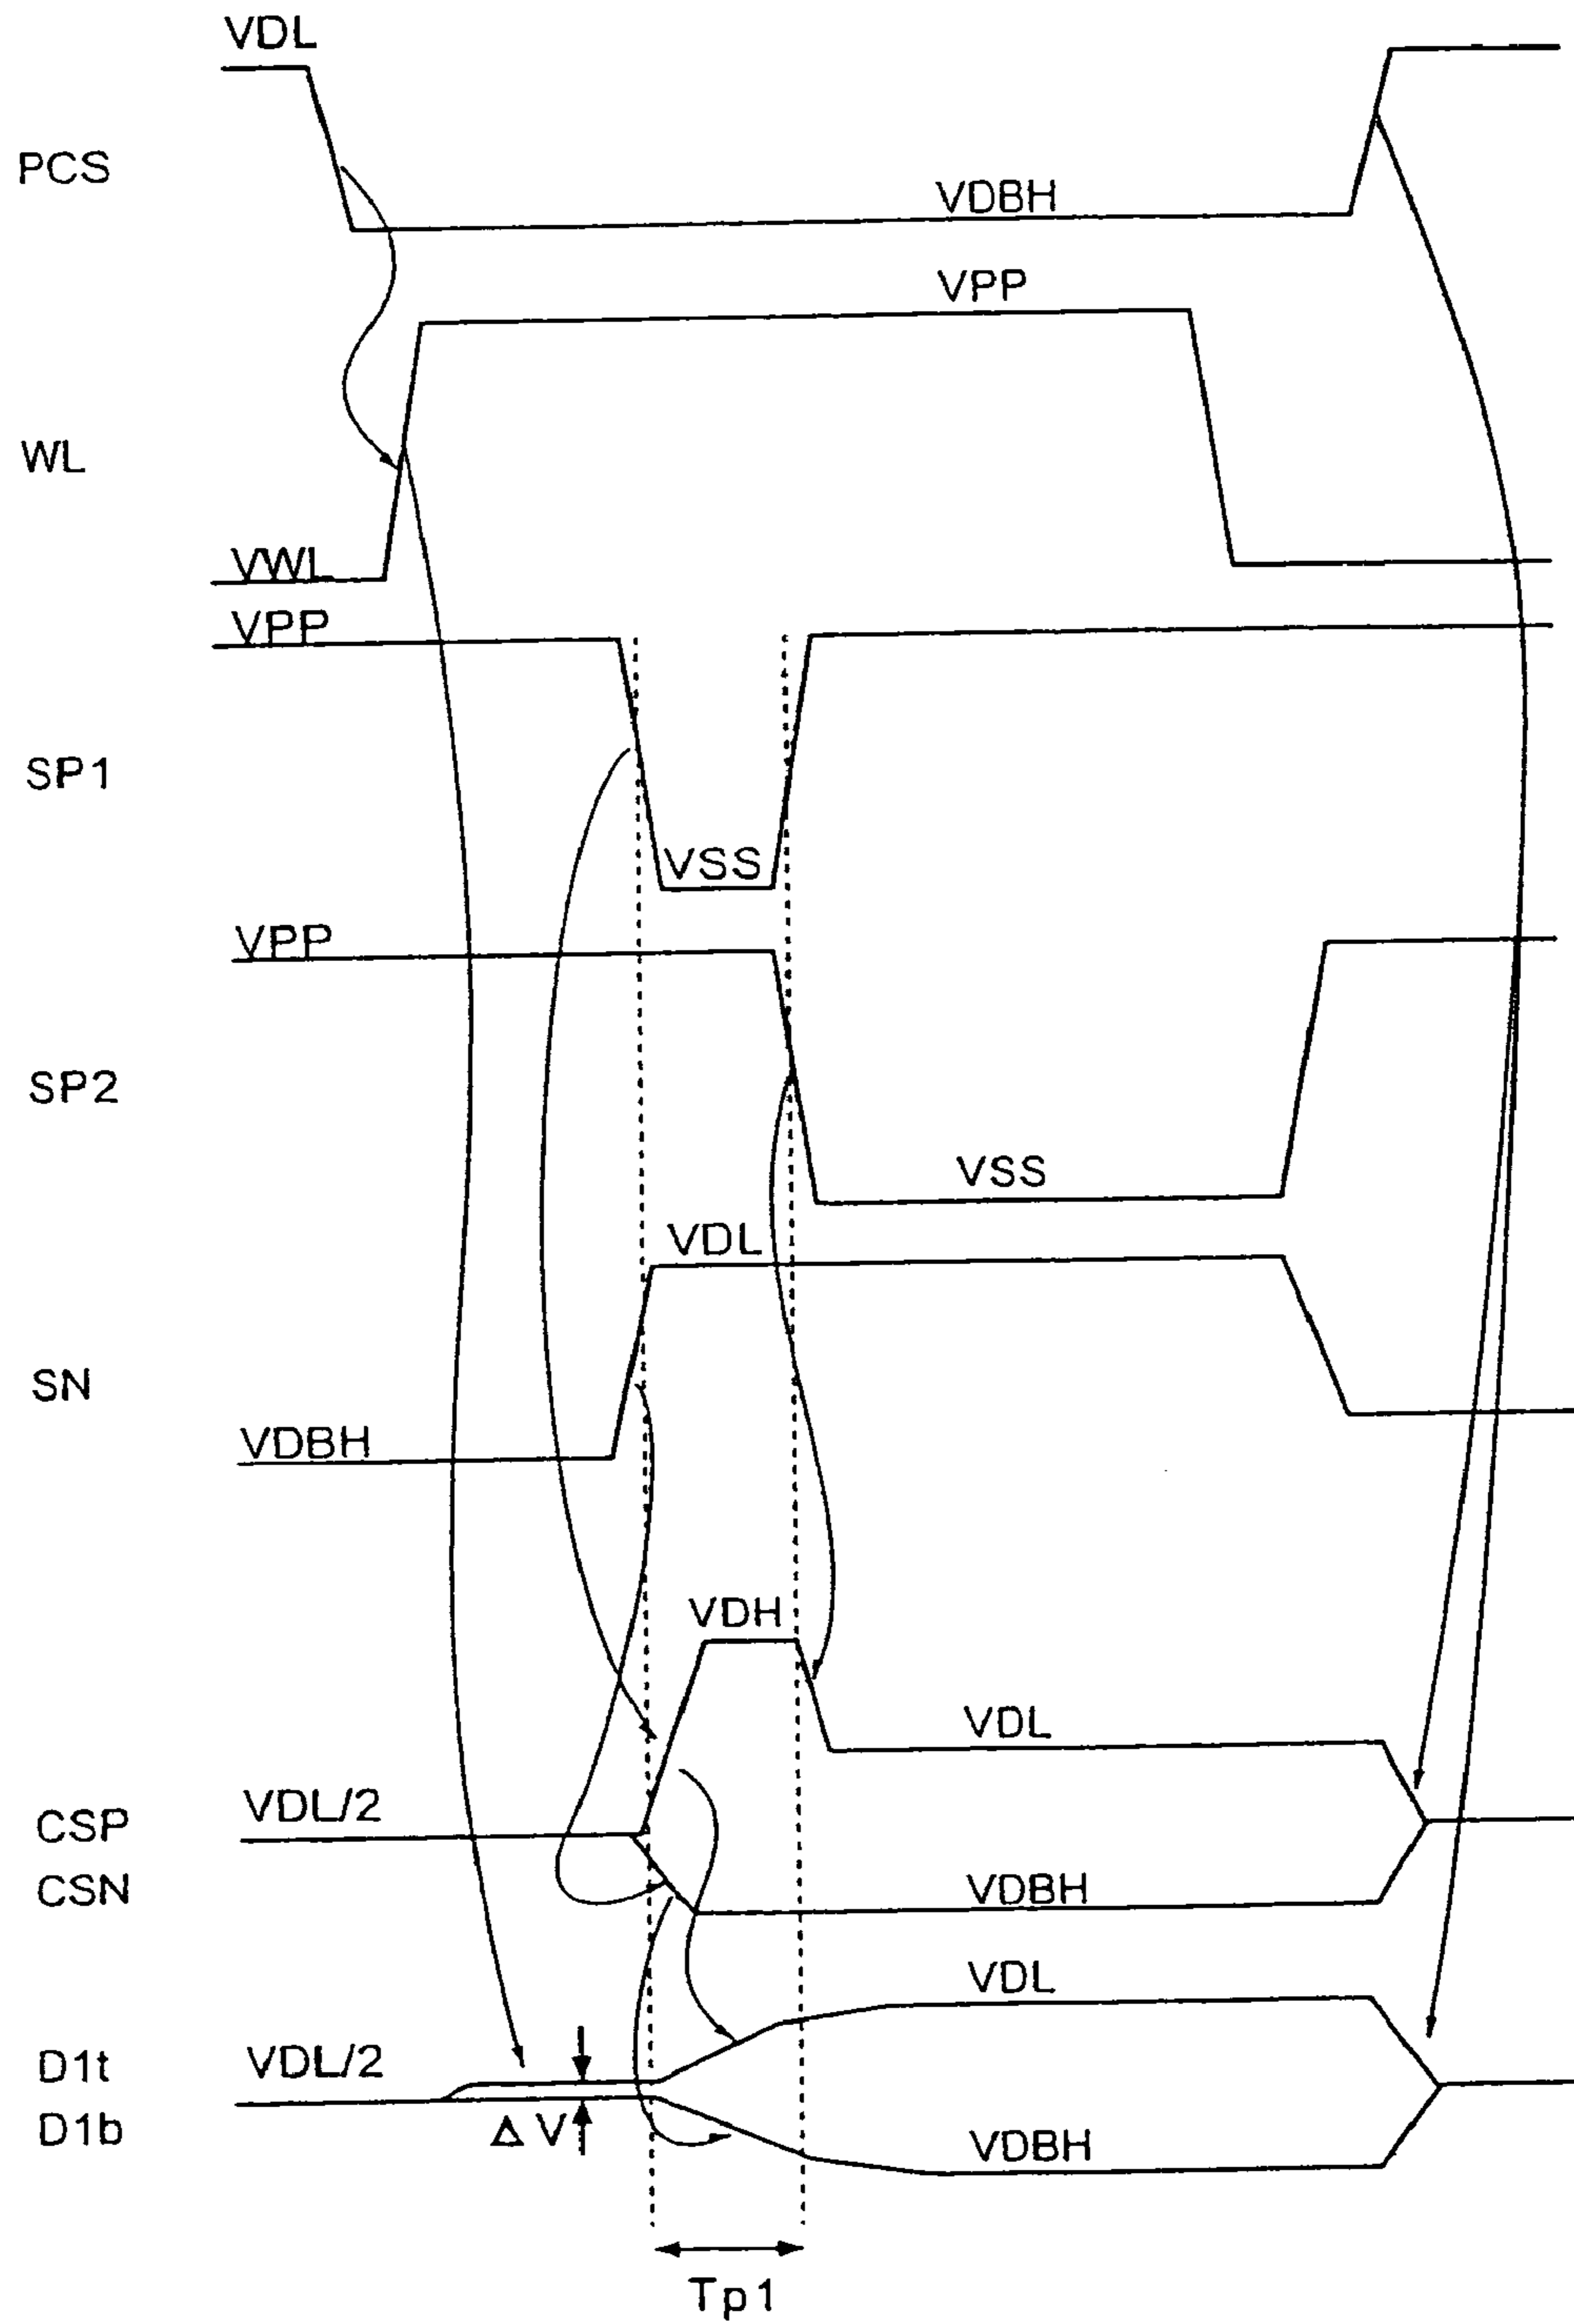 VDL
PCS
VDBH
VPP
WL
VWL
VPP
SP1
VSS
VPP
SP2
VSS
VDL
SN
VDBH
VDH
VDL
VDL/2
CSP
CSN
VDBH
VDL
D1t
VDL/2
D1b
ΔV
VDBH
Tp1